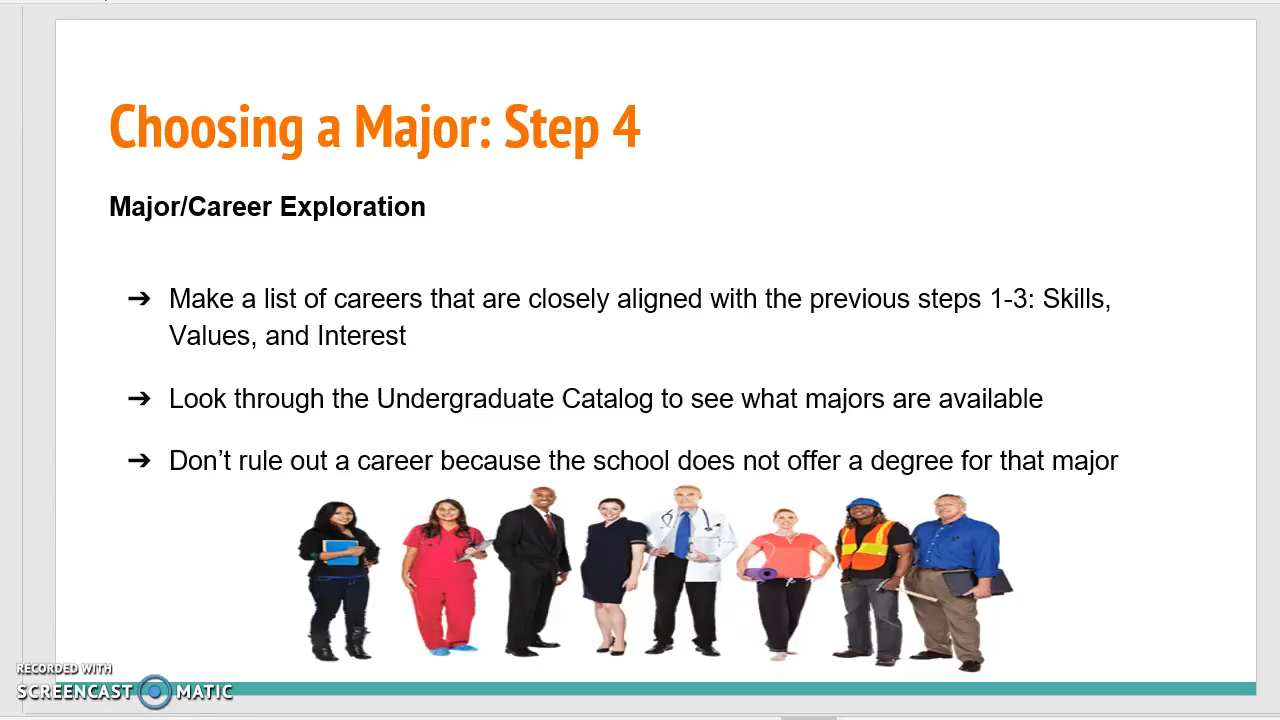 Choosing a Major: Step 4
Major/Career Exploration
➔ Make a list of careers that are closely aligned with the previous steps 1-3: Skills,
Values, and Interest
➔ Look through the Undergraduate Catalog to see what majors are available
➔ Don’t rule out a career because the school does not offer a degree for that major
RECORDED WITH
SCREENCAST MATIC